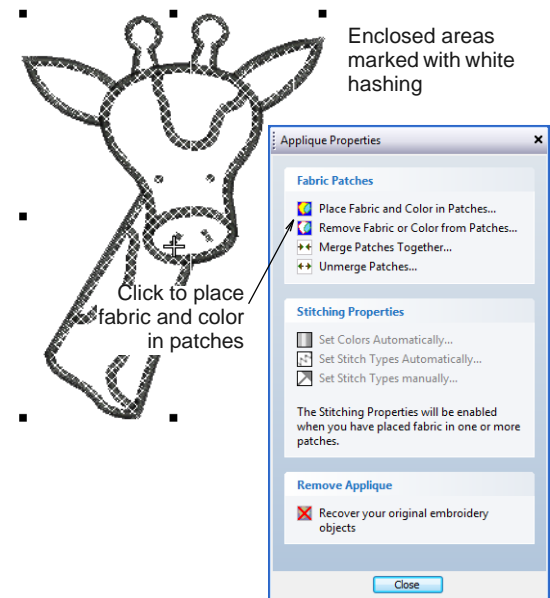 Enclosed areas
marked with white
hashing
Applique Properties
Fabric Patches
Place Fabric and Color in Patches...
Remove Fabric or Color from Patches...
Merge Patches Together...
Unmerge Patches...
Click to place
fabric and color
in patches
Stitching Properties
Set Colors Automatically...
Set Stitch Types Automatically...
Set Stitch Types manually...
The Stitching Properties will be enabled
when you have placed fabric in one or more
patches.
Remove Applique
Recover your original embroidery
objects
Close